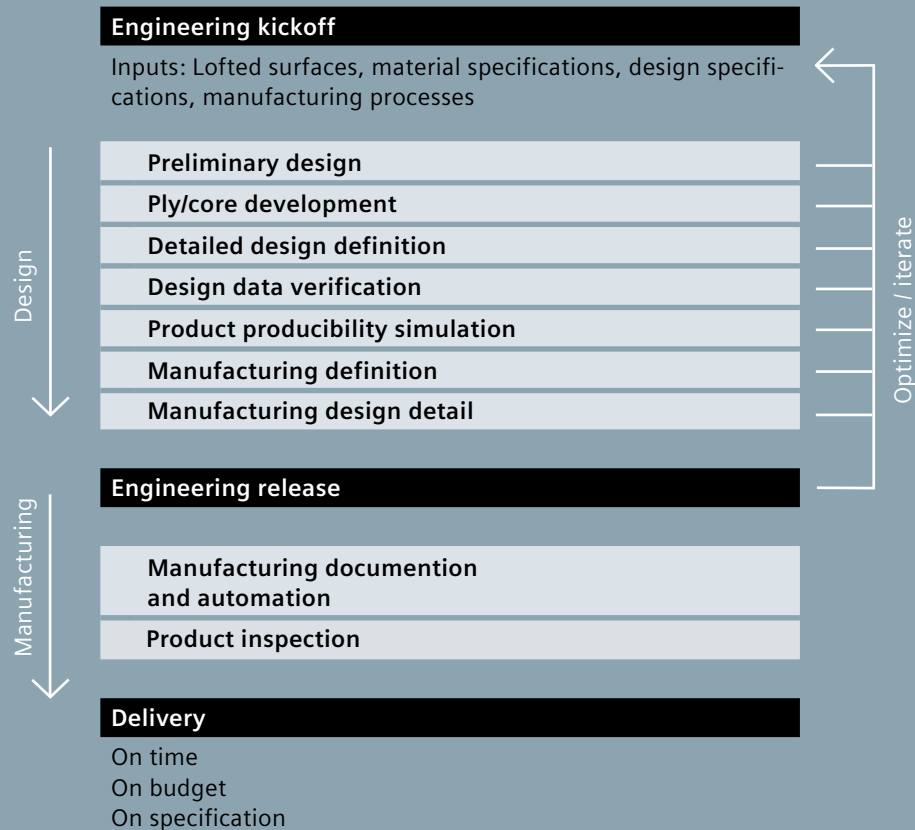 Engineering kickoff
Inputs: Lofted surfaces, material specifications, design specifi-
cations, manufacturing processes
Design
Preliminary design
Ply/core development
Detailed design definition
Design data verification
Product producibility simulation
Manufacturing definition
Manufacturing design detail
Optimize / iterate
Engineering release
Manufacturing
Manufacturing documention
and automation
Product inspection
Delivery
On time
On budget
On specification